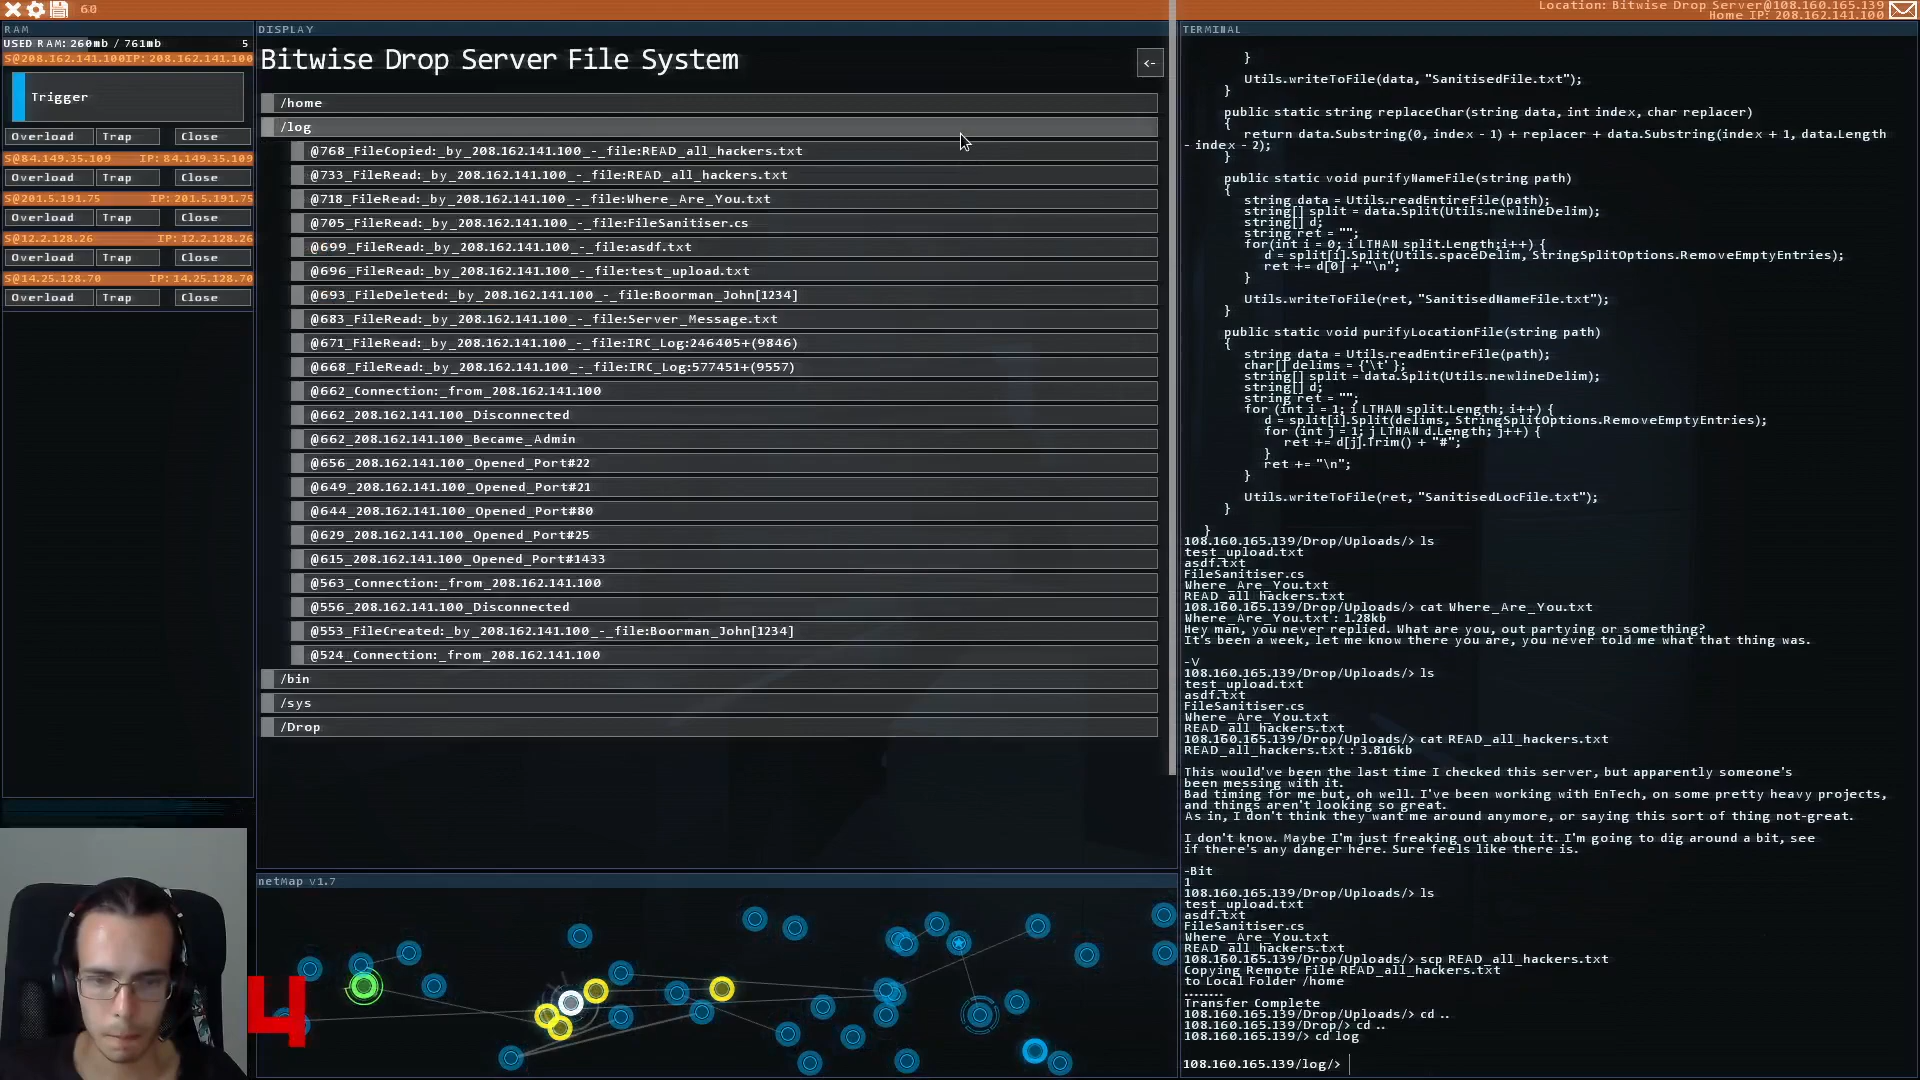 60
Location: Bitwise Drop Server@108.160.165.139
Home IP: 208.162.141.100
RAM
USED RAM: 260mb / 761mb 5
S@208.162.141.100IP: 208.162.141.100
Trigger
Overload Trap Close
S@84.149.35.109 IP: 84.149.35.109
Overload Trap Close
S@201.5.191.75 IP: 201.5.191.75
Overload Trap Close
S@12.2.128.26 IP: 12.2.128.26
Overload Trap Close
S@14.25.128.70 IP: 14.25.128.70
Overload Trap Close
4
DISPLAY
Bitwise Drop Server File System
<-
/home
/log
@768_FileCopied:_by_208.162.141.100_-_file:READ_all_hackers.txt
@733_FileRead:_by_208.162.141.100_-_file:READ_all_hackers.txt
@718_FileRead:_by_208.162.141.100_-_file:Where_Are_You.txt
@705_FileRead:_by_208.162.141.100_-_file:FileSanitiser.cs
@699_FileRead:_by_208.162.141.100_-_file:asdf.txt
@696_FileRead:_by_208.162.141.100_-_file:test_upload.txt
@693_FileDeleted:_by_208.162.141.100_-_file:Boorman_John[1234]
@683_FileRead:_by_208.162.141.100_-_file:Server_Message.txt
@671_FileRead:_by_208.162.141.100_-_file:IRC_Log:246405+(9846)
@668_FileRead:_by_208.162.141.100_-_file:IRC_Log:577451+(9557)
@662_Connection:_from_208.162.141.100
@662_208.162.141.100_Disconnected
@662_208.162.141.100_Became_Admin
@656_208.162.141.100_Opened_Port#22
@649_208.162.141.100_Opened_Port#21
@644_208.162.141.100_Opened_Port#80
@629_208.162.141.100_Opened_Port#25
@615_208.162.141.100_Opened_Port#1433
@563_Connection:_from_208.162.141.100
@556_208.162.141.100_Disconnected
@553_FileCreated:_by_208.162.141.100_-_file:Boorman_John[1234]
@524_Connection:_from_208.162.141.100
/bin
/sys
/Drop
netMap v1.7
TERMINAL
}
Utils.writeToFile(data, "SanitisedFile.txt");
}
public static string replaceChar(string data, int index, char replacer)
{
return data.Substring(0, index - 1) + replacer + data.Substring(index + 1, data.Length
- index - 2);
}
public static void purifyNameFile(string path)
{
string data = Utils.readEntireFile(path);
string[] split = data.Split(Utils.newlineDelim);
string[] d;
string ret = "";
for(int i = 0; i LTHAN split.Length;i++) {
d = split[i].Split(Utils.spaceDelim, StringSplitOptions.RemoveEmptyEntries);
ret += d[0] + "\n";
}
Utils.writeToFile(ret, "SanitisedNameFile.txt");
}
public static void purifyLocationFile(string path)
{
string data = Utils.readEntireFile(path);
char[] delims = {'\t' };
string[] split = data.Split(Utils.newlineDelim);
string[] d;
string ret = "";
for (int i = 1; i LTHAN split.Length; i++) {
d = split[i].Split(delims, StringSplitOptions.RemoveEmptyEntries);
for (int j = 1; j LTHAN d.Length; j++) {
ret += d[j].Trim() + "#";
}
ret += "\n";
}
Utils.writeToFile(ret, "SanitisedLocFile.txt");
}
}
108.160.165.139/Drop/Uploads/> ls
test_upload.txt
asdf.txt
FileSanitiser.cs
Where_Are_You.txt
READ_all_hackers.txt
108.160.165.139/Drop/Uploads/> cat Where_Are_You.txt
Where_Are_You.txt : 1.28kb
Hey man, you never replied. What are you, out partying or something?
It's been a week, let me know there you are, you never told me what that thing was.
-V
108.160.165.139/Drop/Uploads/> ls
test_upload.txt
asdf.txt
FileSanitiser.cs
Where_Are_You.txt
READ_all_hackers.txt
108.160.165.139/Drop/Uploads/> cat READ_all_hackers.txt
READ_all_hackers.txt : 3.816kb
This would've been the last time I checked this server, but apparently someone's
been messing with it.
Bad timing for me but, oh well. I've been working with EnTech, on some pretty heavy projects,
and things aren't looking so great.
As in, I don't think they want me around anymore, or saying this sort of thing not-great.
I don't know. Maybe I'm just freaking out about it. I'm going to dig around a bit, see
if there's any danger here. Sure feels like there is.
-Bit
1
108.160.165.139/Drop/Uploads/> ls
test_upload.txt
asdf.txt
FileSanitiser.cs
Where_Are_You.txt
READ_all_hackers.txt
108.160.165.139/Drop/Uploads/> scp READ_all_hackers.txt
Copying Remote File READ_all_hackers.txt
to Local Folder /home
........
Transfer Complete
108.160.165.139/Drop/Uploads/> cd ..
108.160.165.139/Drop/> cd ..
108.160.165.139/> cd log
108.160.165.139/log/>